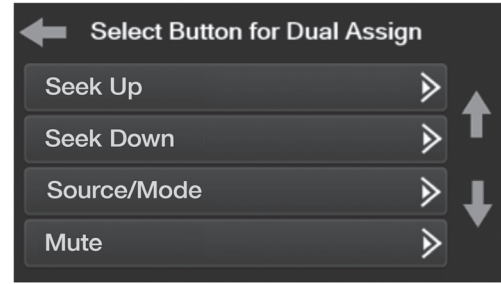 Select Button for Dual Assign
Seek Up
Seek Down
Source/Mode
Mute